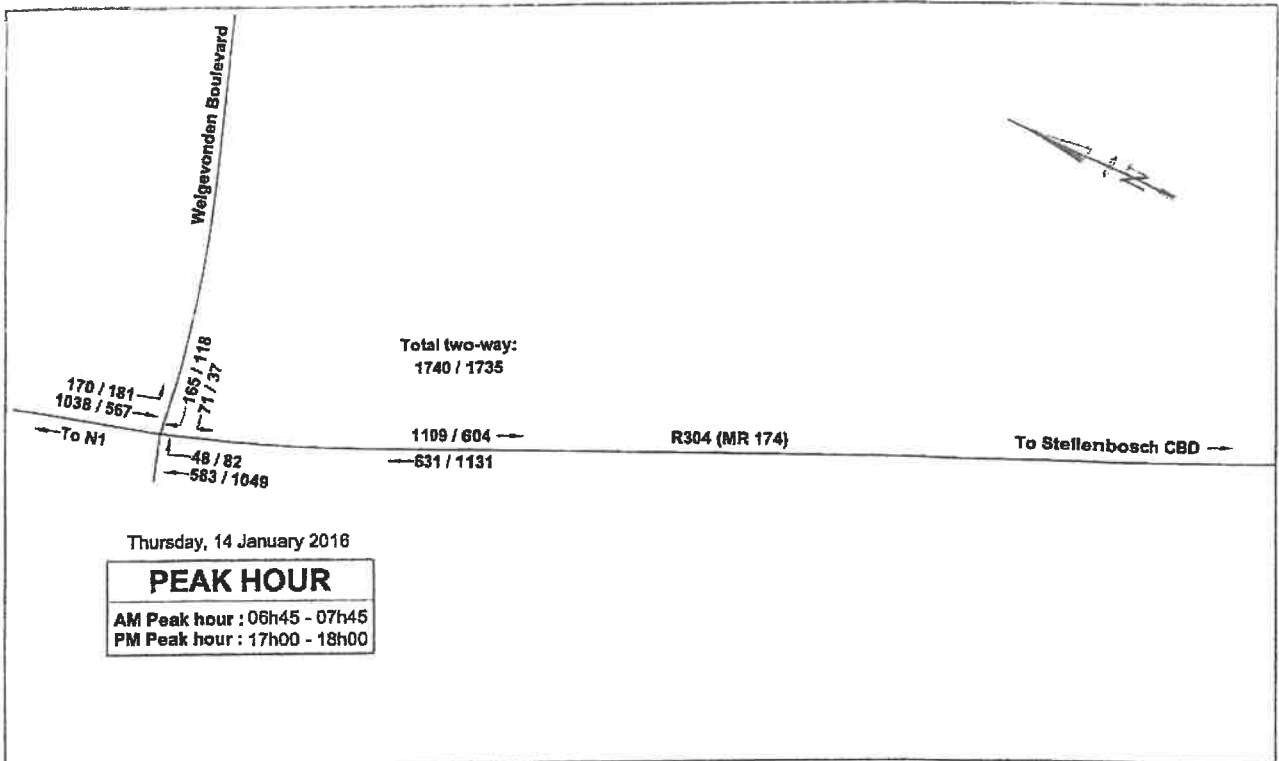 Welgevonden Boulevard
N
Total two-way:
1740 / 1735
170 / 181
1038 / 567
165 / 118
71 / 37
To N1
48 / 82
583 / 1049
1109 / 604
631 / 1131
R304 (MR 174)
To Stellenbosch CBD
Thursday, 14 January 2016
PEAK HOUR
AM Peak hour : 06h45 - 07h45
PM Peak hour : 17h00 - 18h00